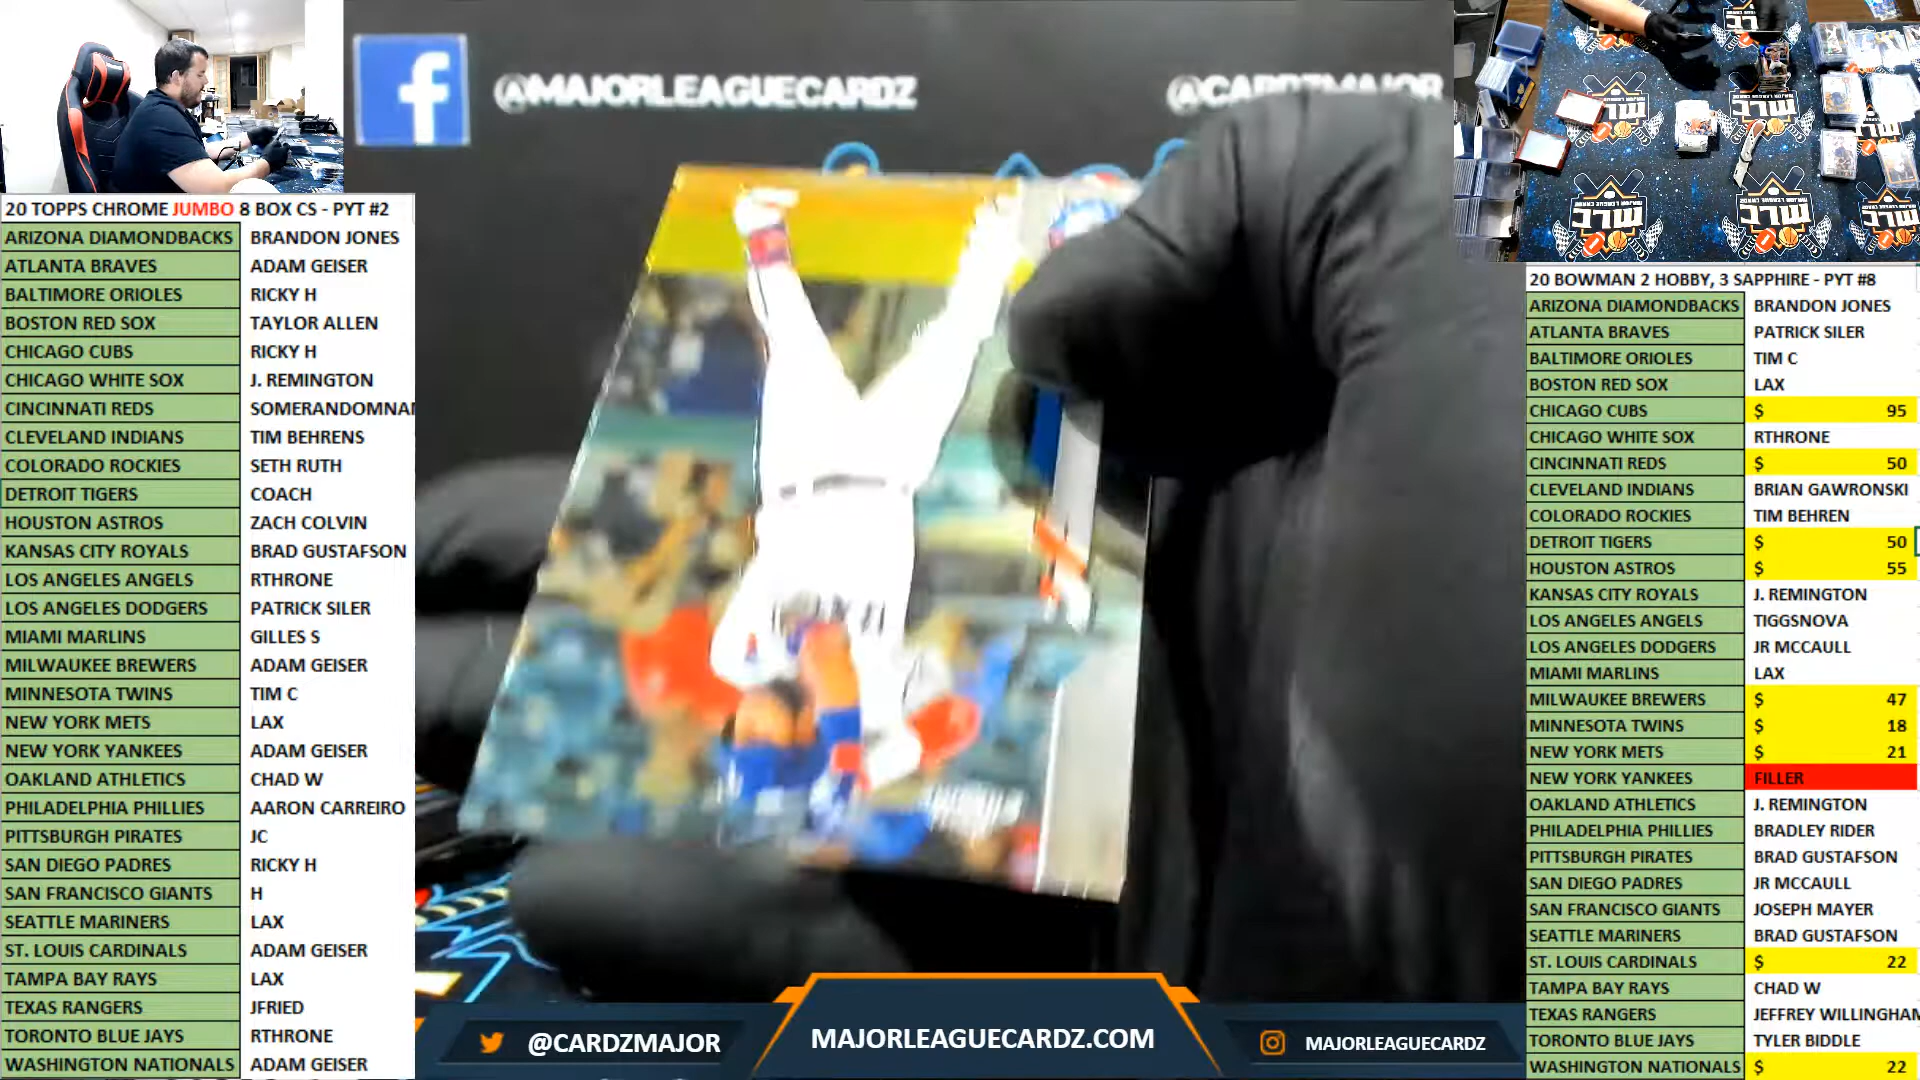 @MAJORLEAGUECARDZ
@CARDZMAJOR
20 TOPPS CHROME JUMBO 8 BOX CS - PYT #2
ARIZONA DIAMONDBACKS BRANDON JONES
ATLANTA BRAVES ADAM GEISER
BALTIMORE ORIOLES RICKY H
BOSTON RED SOX TAYLOR ALLEN
CHICAGO CUBS RICKY H
CHICAGO WHITE SOX J. REMINGTON
CINCINNATI REDS SOMERANDOMNA
CLEVELAND INDIANS TIM BEHRENS
COLORADO ROCKIES SETH RUTH
DETROIT TIGERS COACH
HOUSTON ASTROS ZACH COLVIN
KANSAS CITY ROYALS BRAD GUSTAFSON
LOS ANGELES ANGELS RTHRONE
LOS ANGELES DODGERS PATRICK SILER
MIAMI MARLINS GILLES S
MILWAUKEE BREWERS ADAM GEISER
MINNESOTA TWINS TIM C
NEW YORK METS LAX
NEW YORK YANKEES ADAM GEISER
OAKLAND ATHLETICS CHAD W
PHILADELPHIA PHILLIES AARON CARREIRO
PITTSBURGH PIRATES JC
SAN DIEGO PADRES RICKY H
SAN FRANCISCO GIANTS H
SEATTLE MARINERS LAX
ST. LOUIS CARDINALS ADAM GEISER
TAMPA BAY RAYS LAX
TEXAS RANGERS JFRIED
TORONTO BLUE JAYS RTHRONE
WASHINGTON NATIONALS ADAM GEISER
20 BOWMAN 2 HOBBY, 3 SAPPHIRE - PYT #8
ARIZONA DIAMONDBACKS BRANDON JONES
ATLANTA BRAVES PATRICK SILER
BALTIMORE ORIOLES TIM C
BOSTON RED SOX LAX
CHICAGO CUBS $ 95
CHICAGO WHITE SOX RTHRONE
CINCINNATI REDS $ 50
CLEVELAND INDIANS BRIAN GAWRONSKI
COLORADO ROCKIES TIM BEHREN
DETROIT TIGERS $ 50
HOUSTON ASTROS $ 55
KANSAS CITY ROYALS J. REMINGTON
LOS ANGELES ANGELS TIGGSNOVA
LOS ANGELES DODGERS JR MCCAULL
MIAMI MARLINS LAX
MILWAUKEE BREWERS $ 47
MINNESOTA TWINS $ 18
NEW YORK METS $ 21
NEW YORK YANKEES FILLER
OAKLAND ATHLETICS J. REMINGTON
PHILADELPHIA PHILLIES BRADLEY RIDER
PITTSBURGH PIRATES BRAD GUSTAFSON
SAN DIEGO PADRES JR MCCAULL
SAN FRANCISCO GIANTS JOSEPH MAYER
SEATTLE MARINERS BRAD GUSTAFSON
ST. LOUIS CARDINALS $ 22
TAMPA BAY RAYS CHAD W
TEXAS RANGERS JEFFREY WILLINGHAM
TORONTO BLUE JAYS TYLER BIDDLE
WASHINGTON NATIONALS $ 22
@CARDZMAJOR
MAJORLEAGUECARDZ.COM
MAJORLEAGUECARDZ